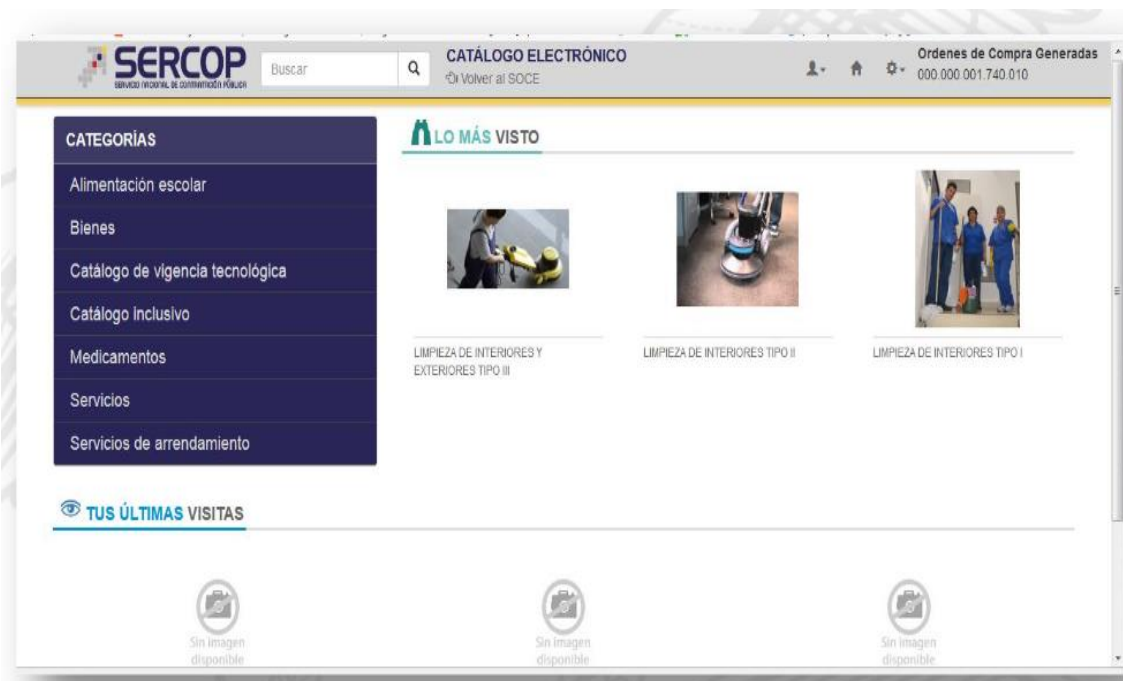 SERCOP
SERVICIO NACIONAL DE CONTRATACIÓN PÚBLICA
Buscar
CATÁLOGO ELECTRÓNICO
Volver al SOCE
Ordenes de Compra Generadas
000.000 001.740.010
CATEGORÍAS
Alimentación escolar
Bienes
Catálogo de vigencia tecnológica
Catálogo inclusivo
Medicamentos
Servicios
Servicios de arrendamiento
LO MÁS VISTO
LIMPIEZA DE INTERIORES Y
EXTERIORES TIPO III
LIMPIEZA DE INTERIORES TIPO II
LIMPIEZA DE INTERIORES TIPO I
TUS ÚLTIMAS VISITAS
Sin imagen
disponible
Sin imagen
disponible
Sin imagen
disponible